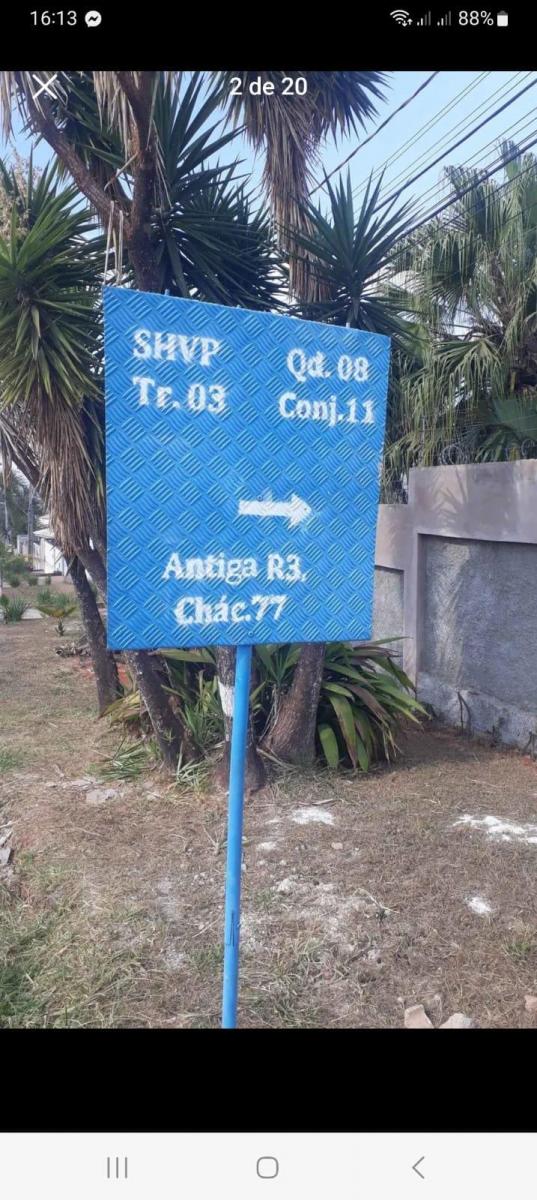 16:13 88%
2 de 20
SHVP Qd. 08
Tr. 03 Conj.11
Antiga R3,
Chác.77